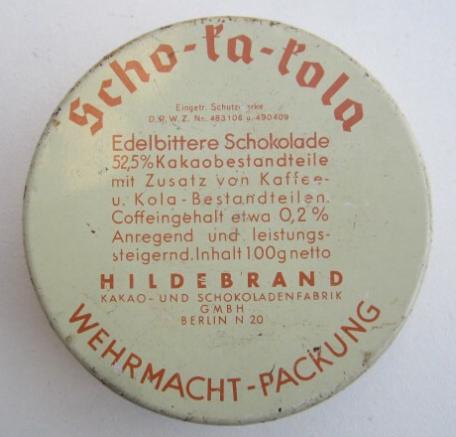 Scho-ka-kola
Eingetr. Schutzmarke
D.R.W.Z. Nr. 483106 u. 490409
Edelbittere Schokolade
52,5% Kakaobestandteile
mit Zusatz von Kaffee-
u. Kola-Bestandteilen.
Coffeingehalt etwa 0,2%
Anregend und leistungs-
steigernd. Inhalt 100g netto
HILDEBRAND
KAKAO- UND SCHOKOLADENFABRIK
GMBH
BERLIN N 20
WEHRMACHT-PACKUNG